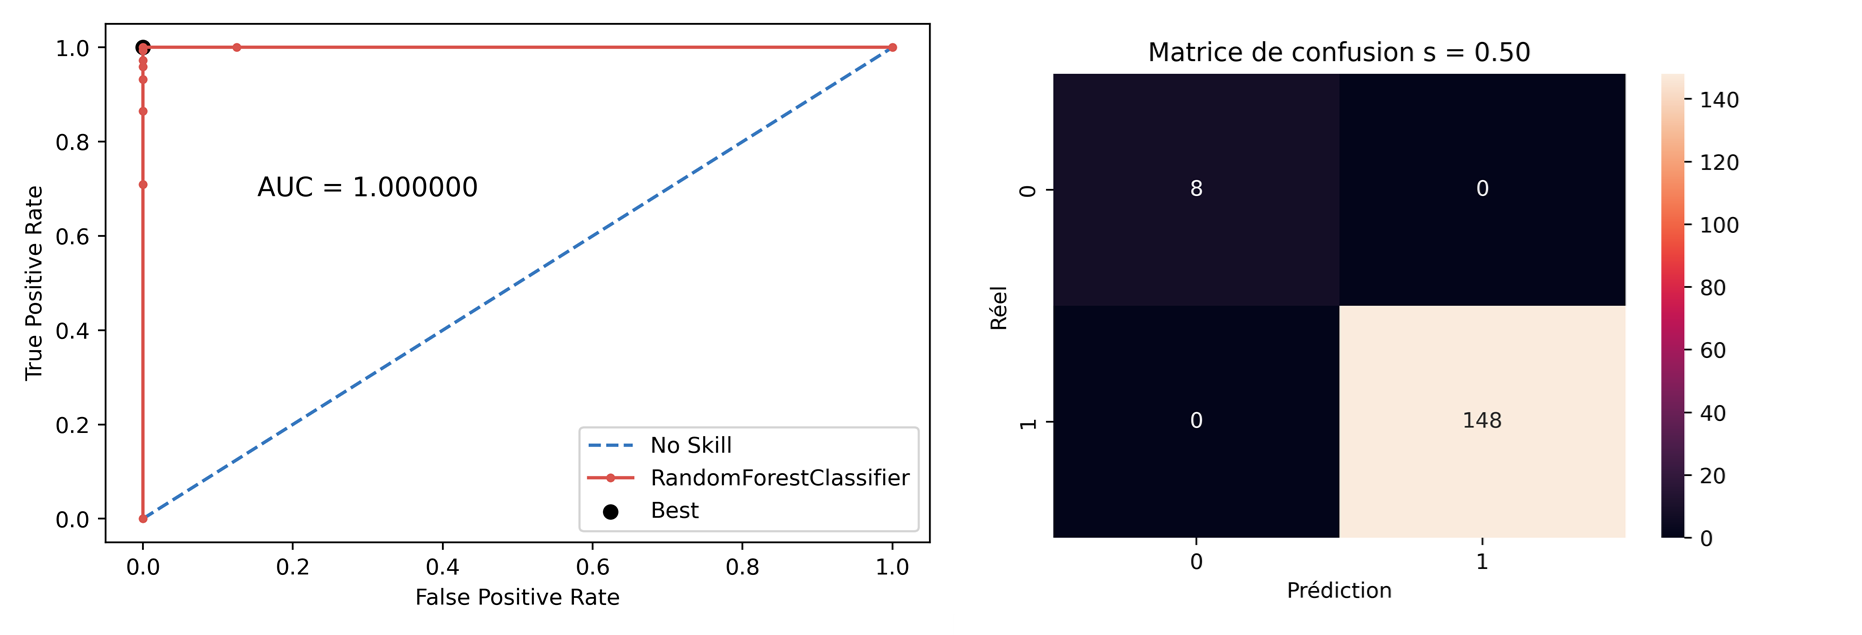 1.0
0.8
0.6
0.4
0.2
0.0
True Positive Rate
AUC = 1.000000
No Skill
RandomForestClassifier
Best
0.0 0.2 0.4 0.6 0.8 1.0
False Positive Rate
Matrice de confusion s = 0.50
Réel
0
1
8 0
0 148
0 1
Prédiction
140
120
100
80
60
40
20
0